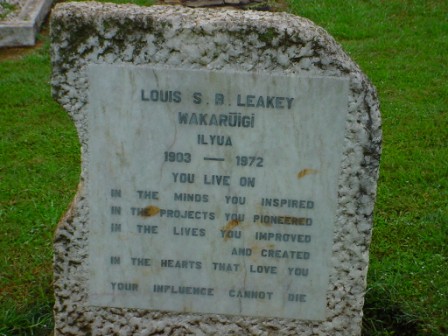 LOUIS S. B. LEAKEY
WAKARŪIGĪ
ILYUA
1903 — 1972
YOU LIVE ON
IN THE MINDS YOU INSPIRED
IN THE PROJECTS YOU PIONEERED
IN THE LIVES YOU IMPROVED
AND CREATED
IN THE HEARTS THAT LOVE YOU
YOUR INFLUENCE CANNOT DIE